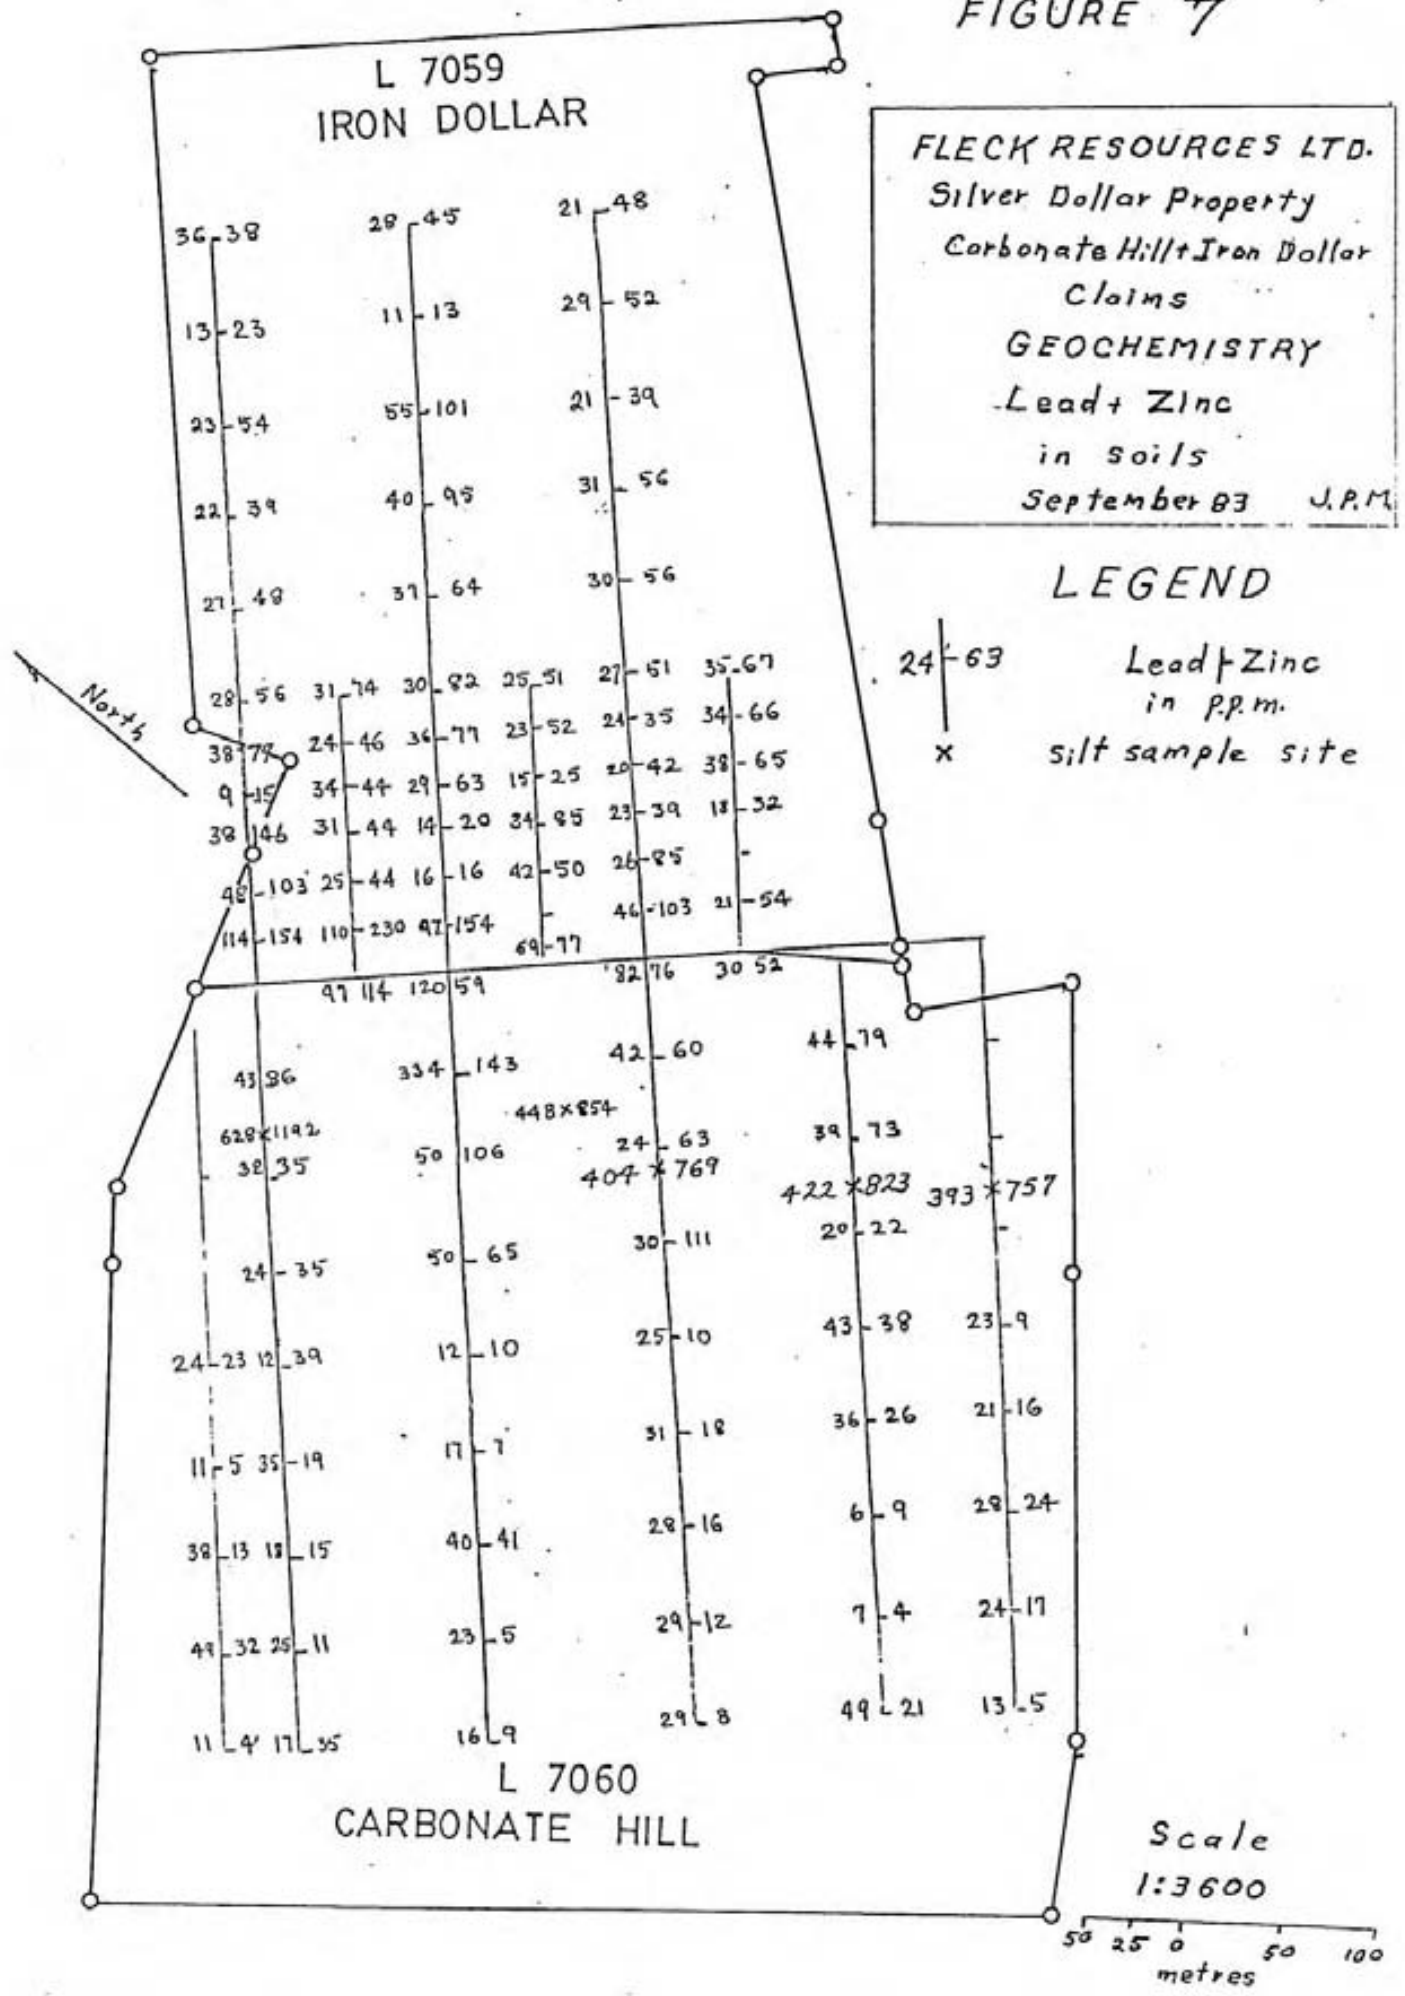 FIGURE 7
L 7059
IRON DOLLAR
FLECK RESOURCES LTD.
Silver Dollar Property
Carbonate Hill + Iron Dollar
Claims
GEOCHEMISTRY
Lead + Zinc
in soils
September 83 J.P.M.
LEGEND
24 63
Lead Zinc
in p.p.m.
x silt sample site
North
36 38 28 45 21 48
13 23 11 13 29 52
23 54 55 101 21 39
22 39 40 95 31 56
27 48 37 64 30 56
28 56 31 74 30 82 25 51 27 51 35 67
38 77 24 46 36 77 23 52 24 35 34 66
9 15 34 44 29 63 15 25 20 42 38 65
38 146 31 44 14 20 34 85 23 39 18 32
48 103 25 44 16 16 42 50 26 85
114 154 110 230 97 154 46 103 21 54
69 77
97 114 120 59 82 76 30 52
43 86 334 143 42 60 44 79
448 x 854
628 x 1192 24 63 39 73
38 35 50 106 404 x 769 422 x 823 393 x 757
20 22
24 35 50 65 30 111
24 23 12 39 12 10 25 10 43 38 23 9
11 5 35 19 17 7 31 18 36 26 21 16
38 13 18 15 40 41 28 16 6 9 28 24
49 32 25 11 23 5 29 12 7 4 24 17
11 4 17 35 16 9 29 8 49 21 13 5
L 7060
CARBONATE HILL
Scale
1:3600
50 25 0 50 100
metres